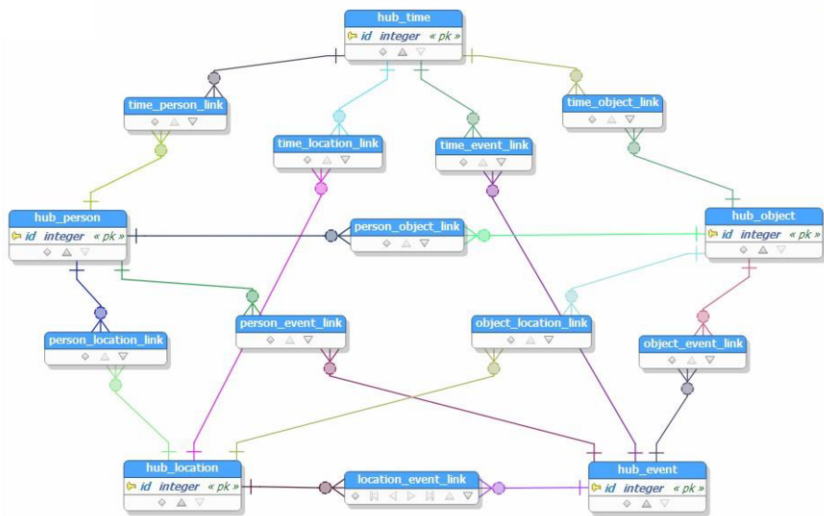 hub_time
id integer « pk »
time_person_link
time_object_link
time_location_link
time_event_link
hub_person
id integer « pk »
person_object_link
hub_object
id integer « pk »
person_location_link
person_event_link
object_location_link
object_event_link
hub_location
id integer « pk »
location_event_link
hub_event
id integer « pk »